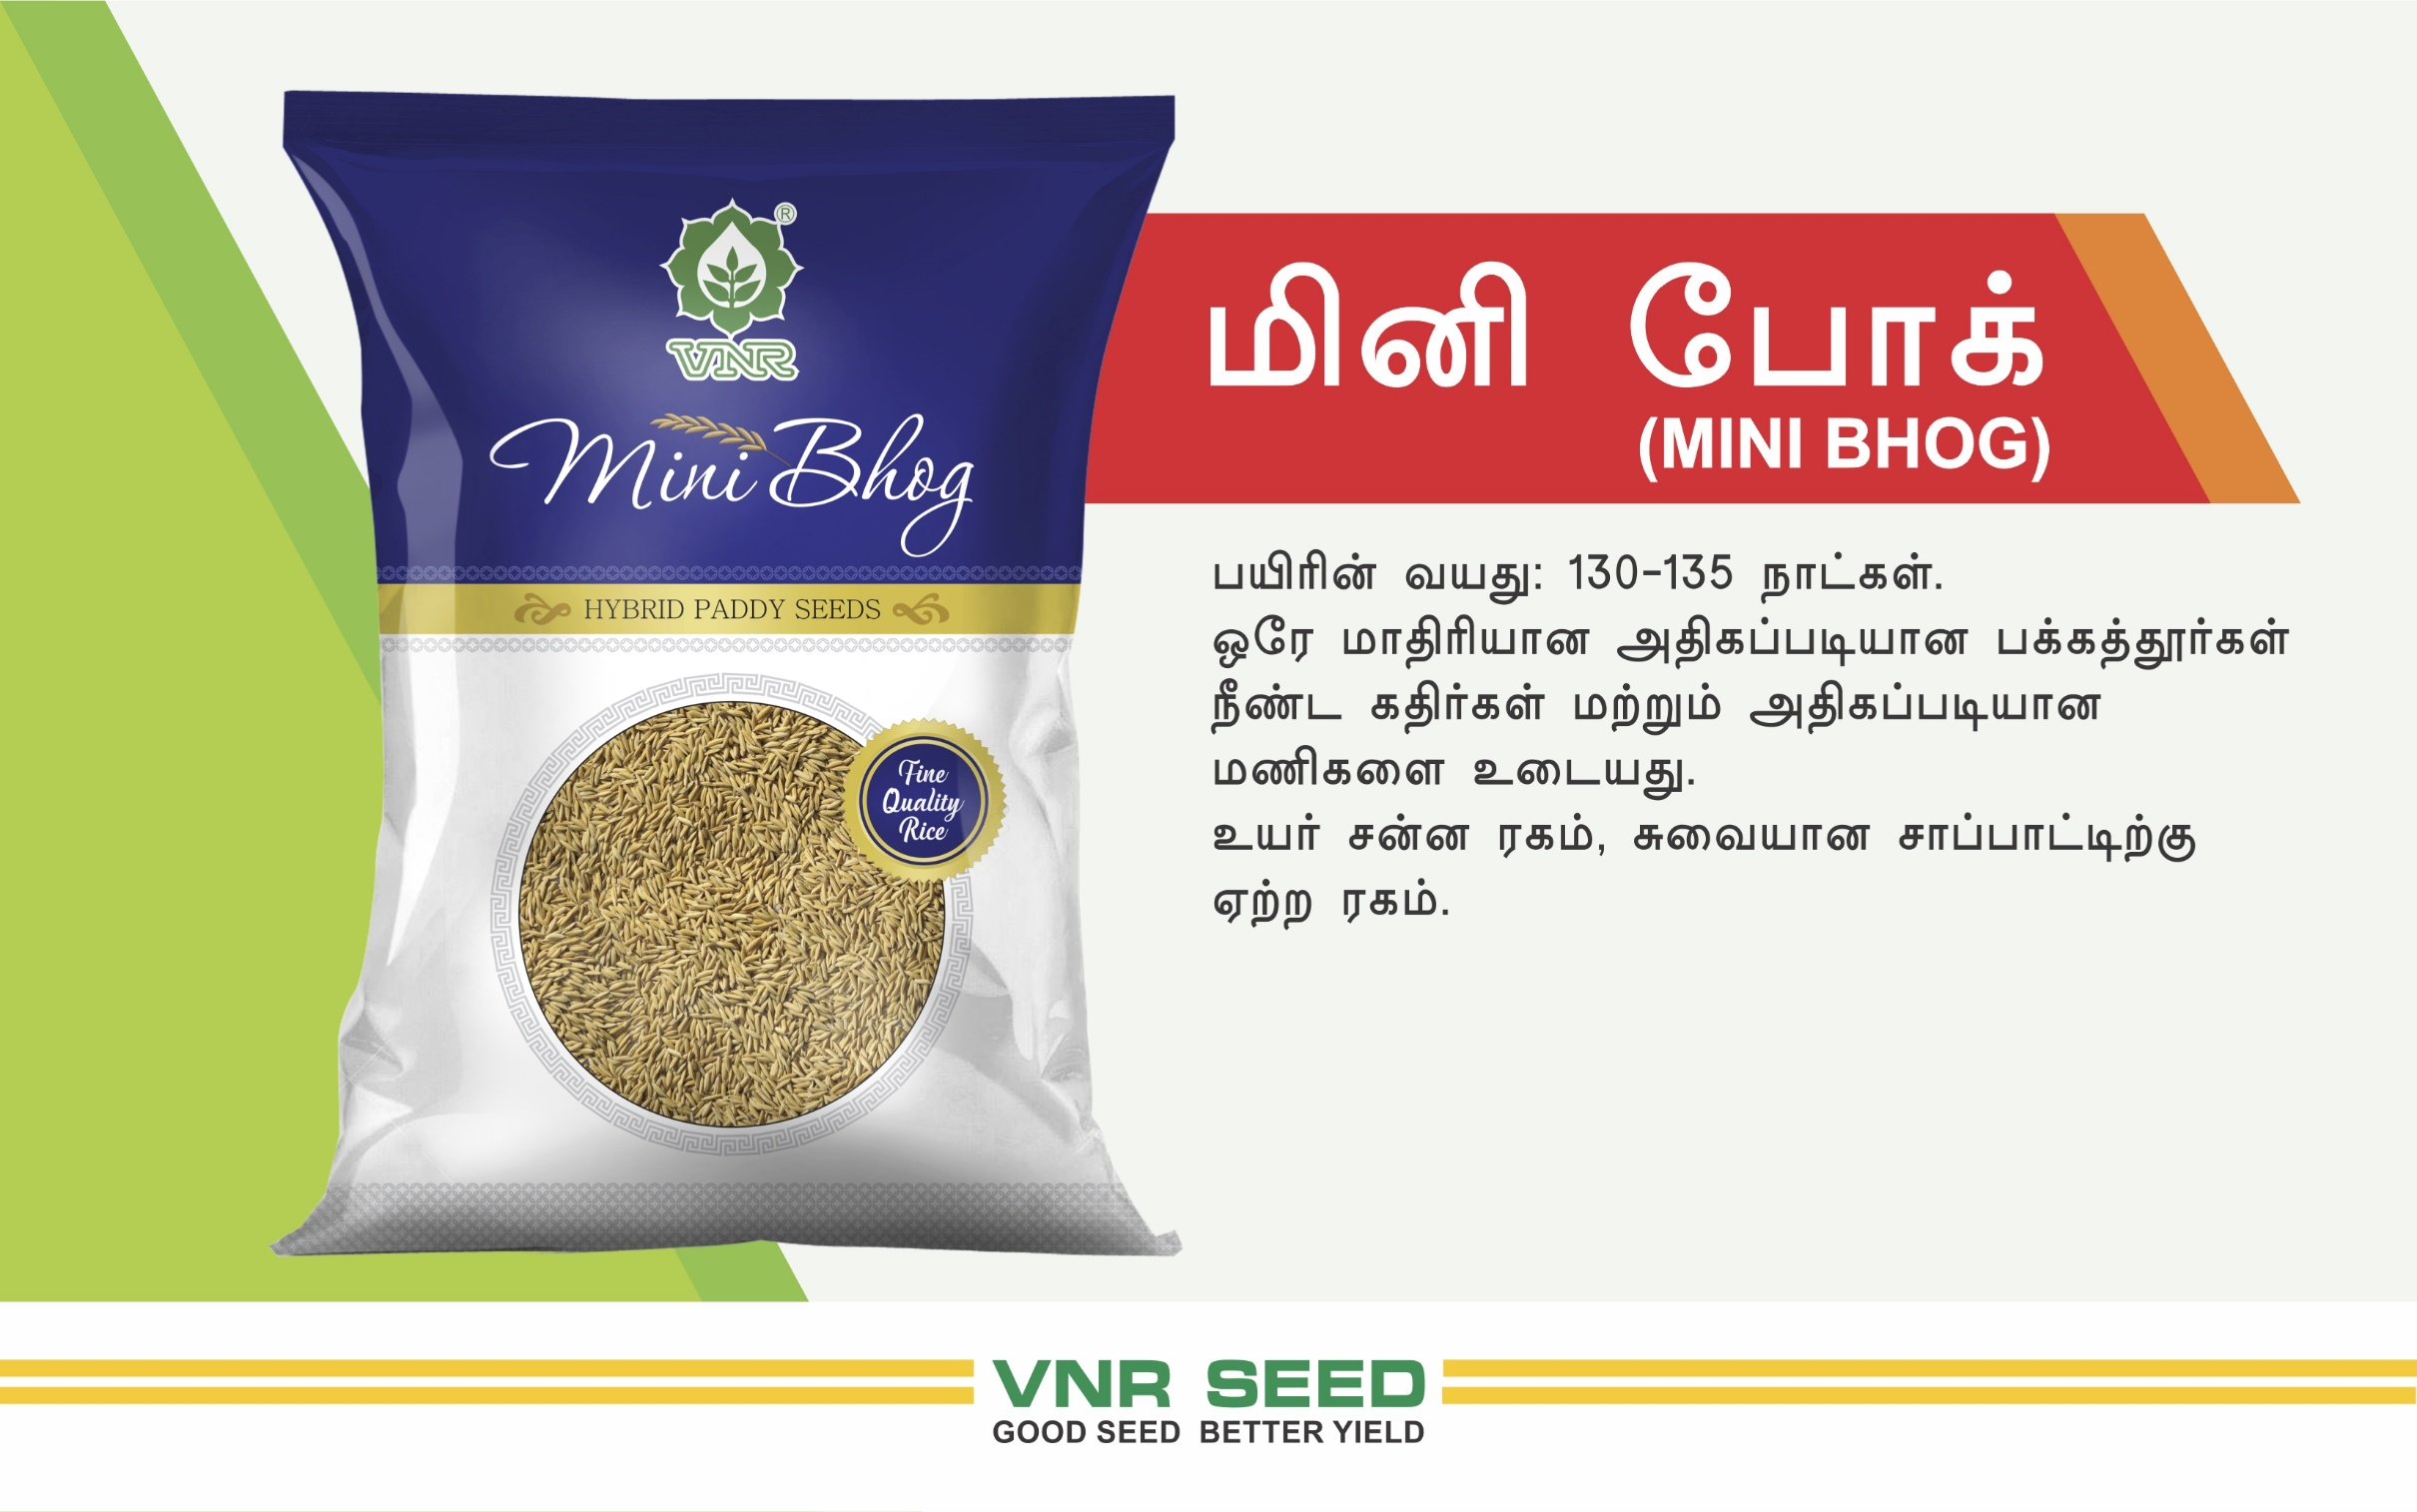 ®
VNR
Mini Bhog
HYBRID PADDY SEEDS
Fine
Quality
Rice
மினி போக்
(MINI BHOG)
பயிரின் வயது: 130-135 நாட்கள்.
ஒரே மாதிரியான அதிகப்படியான பக்கத்தூர்கள்
நீண்ட கதிர்கள் மற்றும் அதிகப்படியான
மணிகளை உடையது.
உயர் சன்ன ரகம், சுவையான சாப்பாட்டிற்கு
ஏற்ற ரகம்.
VNR SEED
GOOD SEED BETTER YIELD